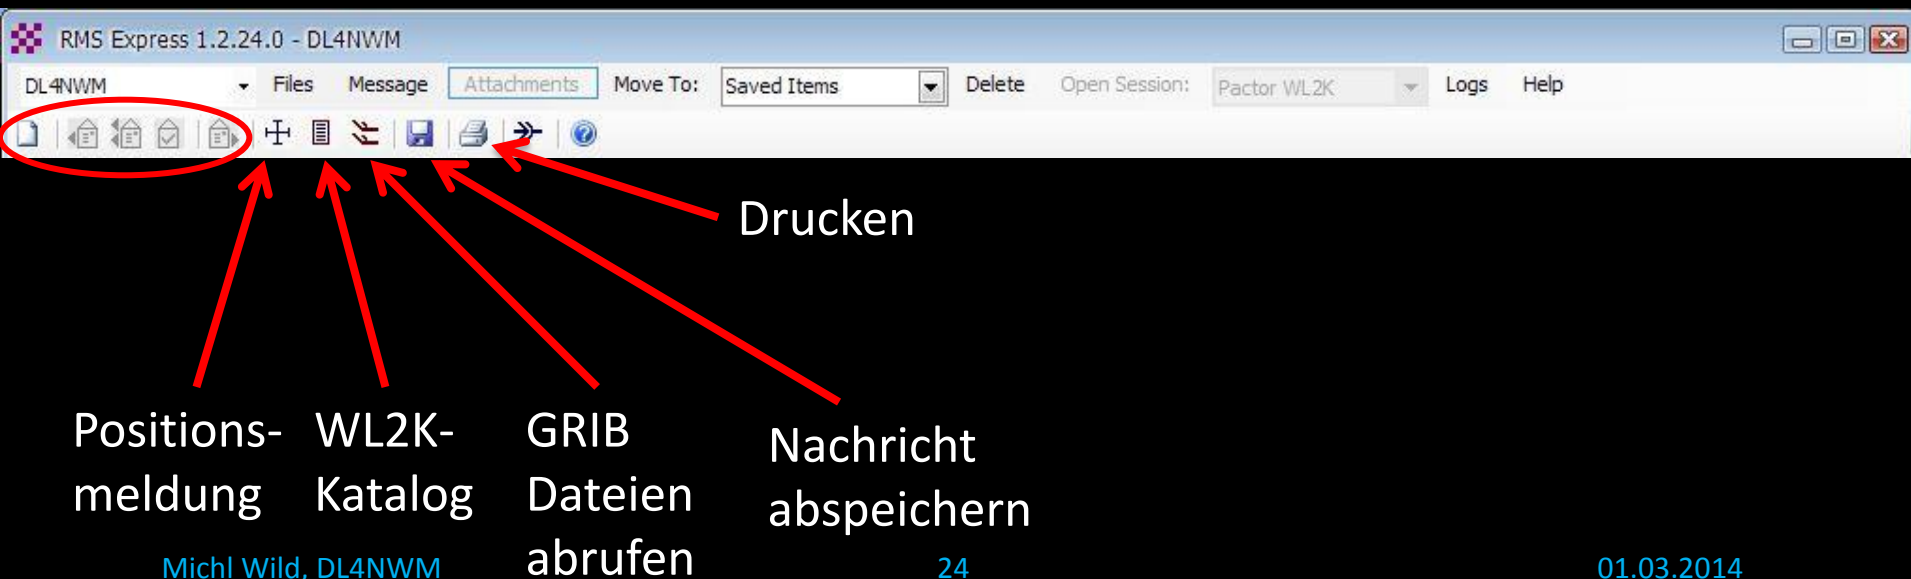 RMS Express 1.2.24.0 - DL4NWM
DL4NWM Files Message Attachments Move To: Saved Items Delete Open Session: Pactor WL2K Logs Help
Drucken
Positions-
meldung
WL2K-
Katalog
GRIB
Dateien
abrufen
Nachricht
abspeichern
Michl Wild, DL4NWM 24 01.03.2014